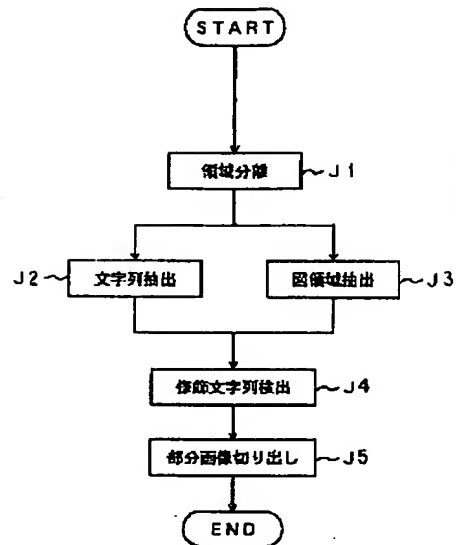 START
領域分離 J1
J2 文字列抽出 図領域抽出 J3
修飾文字列検出 J4
部分画像切り出し J5
END